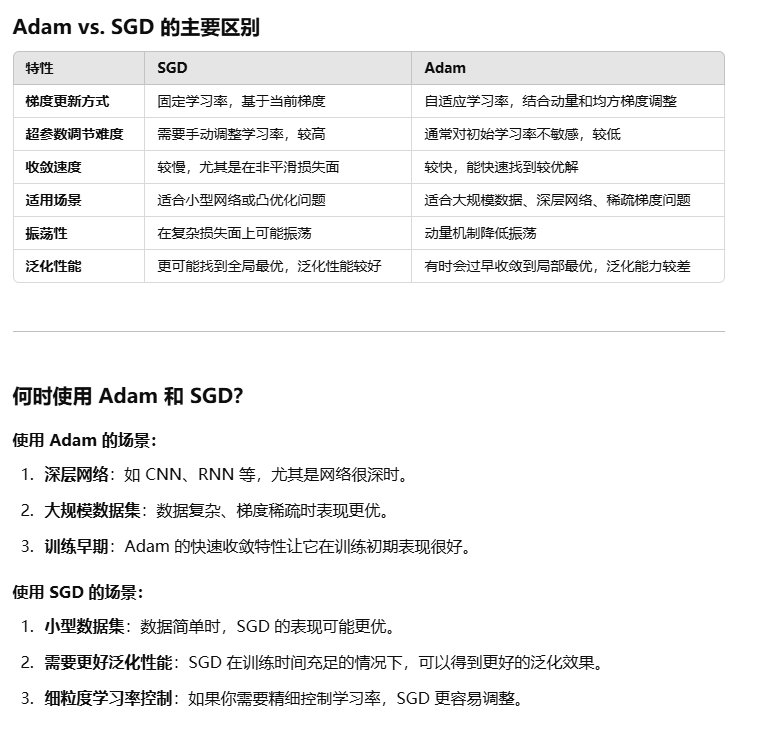 Adam vs. SGD 的主要区别
特性 SGD Adam
梯度更新方式 固定学习率，基于当前梯度 自适应学习率，结合动量和均方梯度调整
超参数调节难度 需要手动调整学习率，较高 通常对初始学习率不敏感，较低
收敛速度 较慢，尤其是在非平滑损失面 较快，能快速找到较优解
适用场景 适合小型网络或凸优化问题 适合大规模数据、深层网络、稀疏梯度问题
振荡性 在复杂损失面上可能振荡 动量机制降低振荡
泛化性能 更可能找到全局最优，泛化性能较好 有时会过早收敛到局部最优，泛化能力较差
何时使用 Adam 和 SGD？
使用 Adam 的场景：
1. 深层网络：如 CNN、RNN 等，尤其是网络很深时。
2. 大规模数据集：数据复杂、梯度稀疏时表现更优。
3. 训练早期：Adam 的快速收敛特性让它在训练初期表现很好。
使用 SGD 的场景：
1. 小型数据集：数据简单时，SGD 的表现可能更优。
2. 需要更好泛化性能：SGD 在训练时间充足的情况下，可以得到更好的泛化效果。
3. 细粒度学习率控制：如果你需要精细控制学习率，SGD 更容易调整。